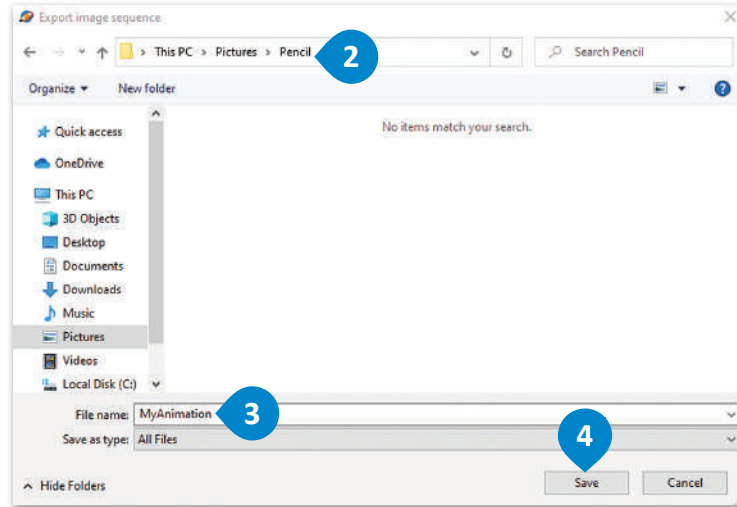 Export image sequence
This PC > Pictures > Pencil
2
Search Pencil
Organize
New folder
No items match your search.
Quick access
OneDrive
This PC
3D Objects
Desktop
Documents
Downloads
Music
Pictures
Videos
Local Disk (C:)
File name: MyAnimation
3
Save as type: All Files
4
Hide Folders
Save
Cancel